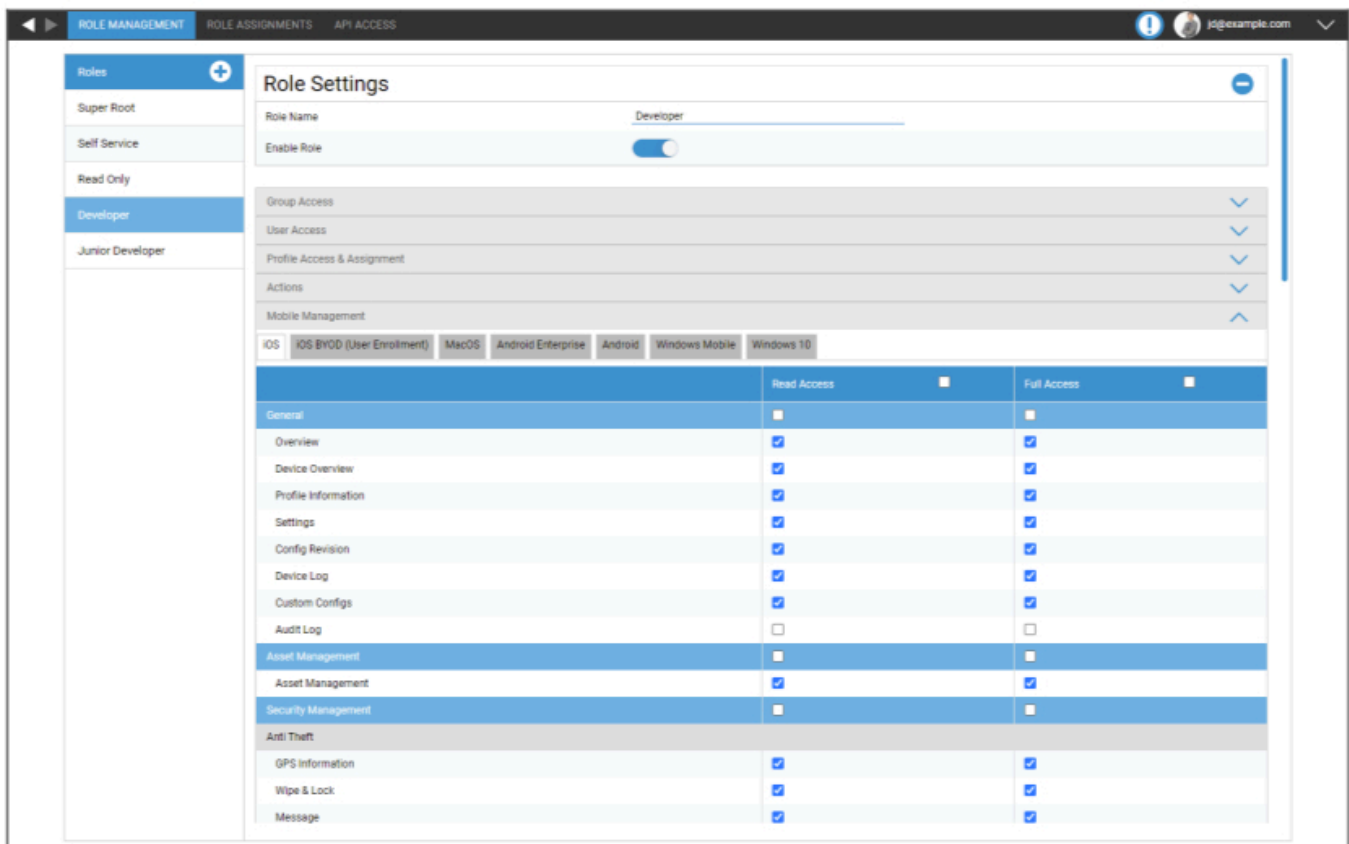 ROLE MANAGEMENT ROLE ASSIGNMENTS API ACCESS jd@example.com
Roles
Super Root
Self Service
Read Only
Developer
Junior Developer
Role Settings
Role Name Developer
Enable Role
Group Access
User Access
Profile Access & Assignment
Actions
Mobile Management
iOS iOS BYOD (User Enrollment) MacOS Android Enterprise Android Windows Mobile Windows 10
Read Access Full Access
General
Overview
Device Overview
Profile Information
Settings
Config Revision
Device Log
Custom Configs
Audit Log
Asset Management
Asset Management
Security Management
Anti Theft
GPS Information
Wipe & Lock
Message